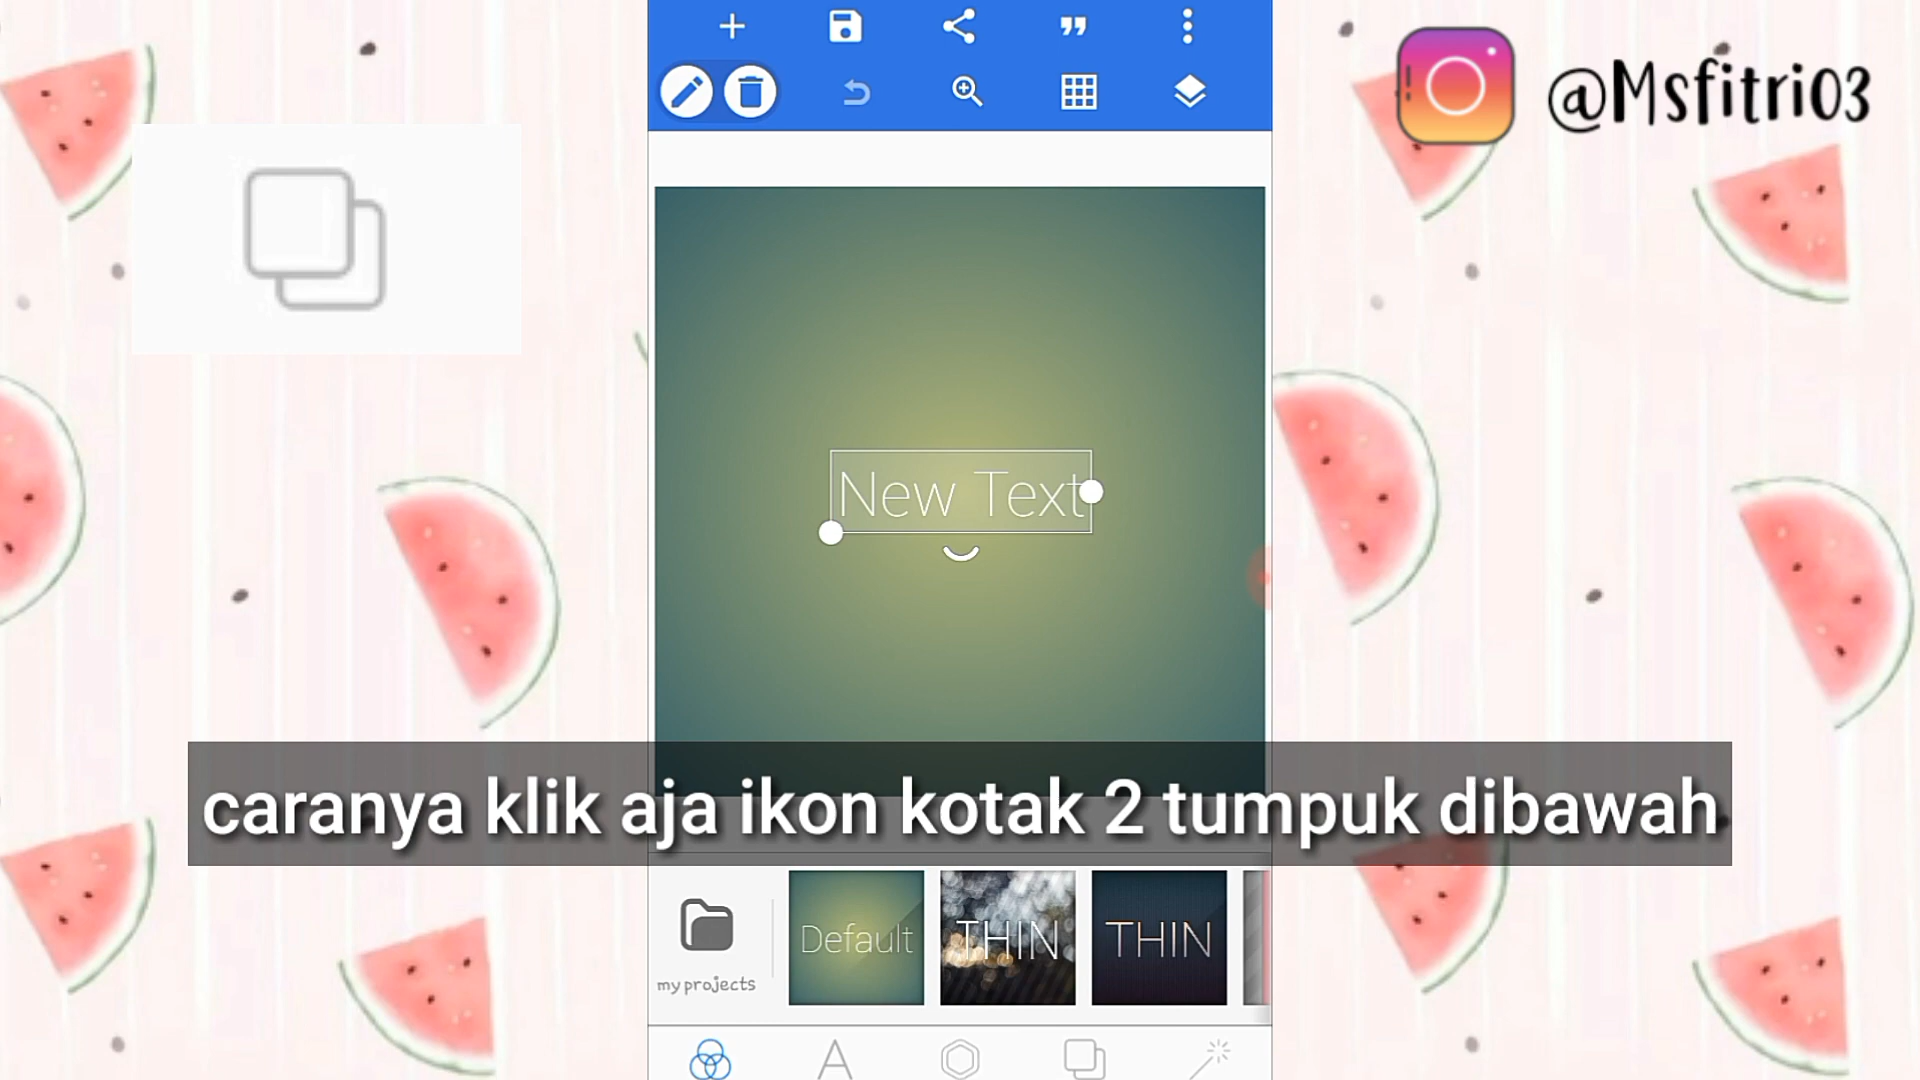 @Msfitri03
New Text
caranya klik aja ikon kotak 2 tumpuk dibawah
my projects
Default
THIN
THIN
A